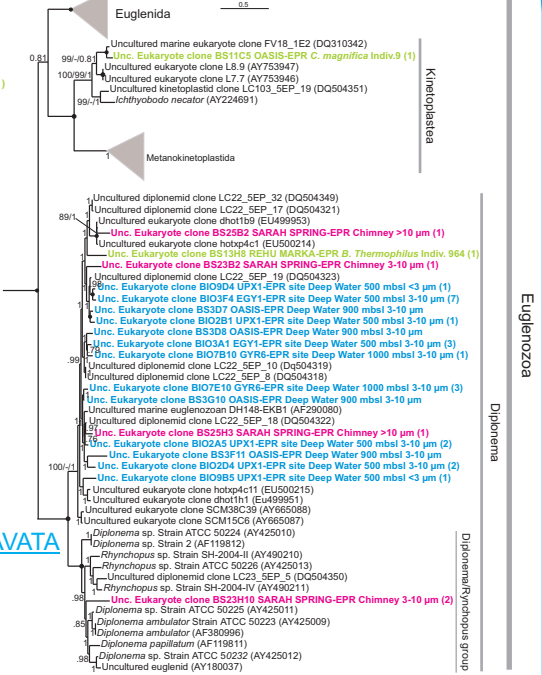 0.5
Euglenida
0.81
Uncultured marine eukaryote clone FV18_1E2 (DQ310342)
99/-/0.81
Unc. Eukaryote clone BS11C5 OASIS-EPR C. magnifica Indiv.9 (1)
Uncultured eukaryote clone L8.9 (AY753947)
100/99/1
Uncultured eukaryote clone L7.7 (AY753946)
)
Uncultured kinetoplastid clone LC103_5EP_19 (DQ504351)
99/-/1
Ichthyobodo necator (AY224691)
Kinetoplastea
1
Metanokinetoplastida
Uncultured diplonemid clone LC22_5EP_32 (DQ504349)
Uncultured diplonemid clone LC22_5EP_17 (DQ504321)
89/1
Uncultured eukaryote clone dhot1b9 (EU499953)
Unc. Eukaryote clone BS25B2 SARAH SPRING-EPR Chimney >10 µm (1)
Uncultured eukaryote clone hotxp4c1 (EU500214)
Unc. Eukaryote clone BS13H8 REHU MARKA-EPR B. Thermophilus Indiv. 964 (1)
Unc. Eukaryote clone BS23B2 SARAH SPRING-EPR Chimney 3-10 µm (1)
Uncultured diplonemid clone LC22_5EP_19 (DQ504323)
Unc. Eukaryote clone BIO9D4 UPX1-EPR site Deep Water 500 mbsl <3 µm (1)
Unc. Eukaryote clone BIO3F4 EGY1-EPR site Deep Water 500 mbsl 3-10 µm (7)
Unc. Eukaryote clone BS3D7 OASIS-EPR Deep Water 900 mbsl 3-10 µm
Unc. Eukaryote clone BIO2B1 UPX1-EPR site Deep Water 500 mbsl 3-10 µm (1)
Unc. Eukaryote clone BS3D8 OASIS-EPR Deep Water 900 mbsl 3-10 µm
Unc. Eukaryote clone BIO3A1 EGY1-EPR site Deep Water 500 mbsl 3-10 µm (3)
Unc. Eukaryote clone BIO7B10 GYR6-EPR site Deep Water 1000 mbsl 3-10 µm (1)
.99
Uncultured diplonemid clone LC22_5EP_10 (Dq504319)
Uncultured diplonemid clone LC22_5EP_8 (DQ504318)
Unc. Eukaryote clone BIO7E10 GYR6-EPR site Deep Water 1000 mbsl 3-10 µm (3)
Unc. Eukaryote clone BS3G10 OASIS-EPR Deep Water 900 mbsl 3-10 µm
Uncultured marine euglenozoan DH148-EKB1 (AF290080)
Uncultured diplonemid clone LC22_5EP_18 (DQ504322)
.97
Unc. Eukaryote clone BS25H3 SARAH SPRING-EPR Chimney >10 µm (1)
.76
Unc. Eukaryote clone BIO2A5 UPX1-EPR site Deep Water 500 mbsl 3-10 µm (2)
Unc. Eukaryote clone BS3F11 OASIS-EPR Deep Water 900 mbsl 3-10 µm
100/-/1
Unc. Eukaryote clone BIO2D4 UPX1-EPR site Deep Water 500 mbsl 3-10 µm (2)
Unc. Eukaryote clone BIO9B5 UPX1-EPR site Deep Water 500 mbsl <3 µm (1)
Uncultured eukaryote clone hotxp4c11 (EU500215)
Uncultured eukaryote clone dhot1h1 (Eu499951)
Uncultured eukaryote clone SCM38C39 (AY665088)
Uncultured eukaryote clone SCM15C6 (AY665087)
Diplonema
Euglenozoa
AVATA
Diplonema sp. Strain ATCC 50224 (AY425010)
Diplonema sp. Strain 2 (AF119812)
Rhynchopus sp. Strain SH-2004-II (AY490210)
Rhynchopus sp. Strain ATCC 50226 (AY425013)
Uncultured diplonemid clone LC23_5EP_5 (DQ504350)
Rhynchopus sp. Strain SH-2004-IV (AY490211)
.98
Unc. Eukaryote clone BS23H10 SARAH SPRING-EPR Chimney 3-10 µm (2)
Diplonema sp. Strain ATCC 50225 (AY425011)
.85
Diplonema ambulator Strain ATCC 50223 (AY425009)
Diplonema ambulator (AF380996)
Diplonema papillatum (AF119811)
.98
Diplonema sp. Strain ATCC 50232 (AY425012)
Uncultured euglenid (AY180037)
Diplonema/Rynchopus group